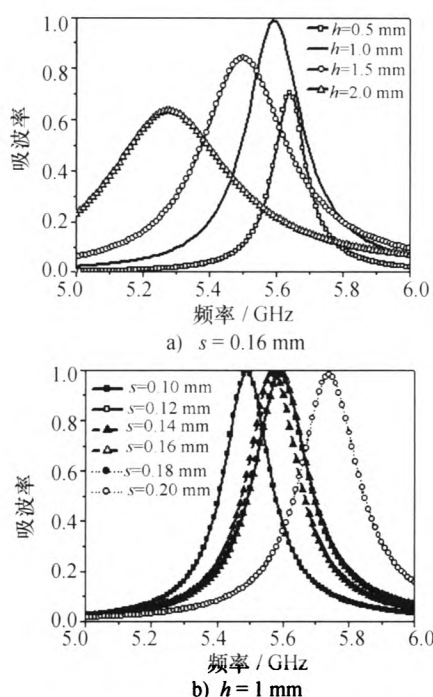 1.0
0.8
0.6
0.4
0.2
0.0
吸波率
h=0.5 mm
h=1.0 mm
h=1.5 mm
h=2.0 mm
5.0 5.2 5.4 5.6 5.8 6.0
频率 / GHz
a) s = 0.16 mm
1.0
0.8
0.6
0.4
0.2
0.0
吸波率
s=0.10 mm
s=0.12 mm
s=0.14 mm
s=0.16 mm
s=0.18 mm
s=0.20 mm
5.0 5.2 5.4 5.6 5.8 6.0
频率 / GHz
b) h = 1 mm